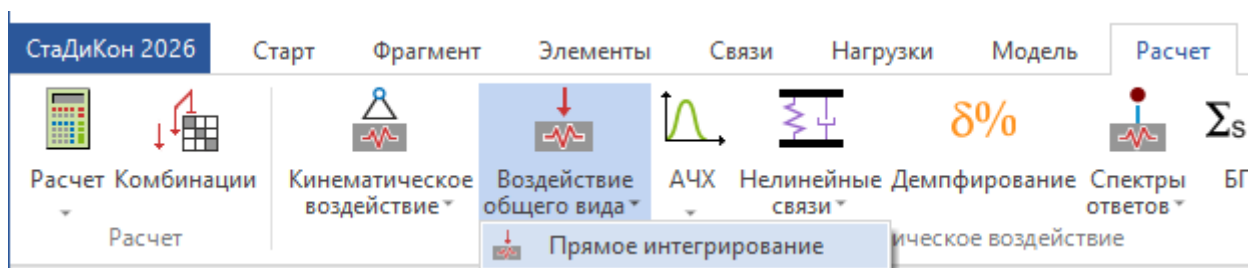 СтаДиКон 2026 Старт Фрагмент Элементы Связи Нагрузки Модель Расчет
δ% Σs
Расчет Комбинации Кинематическое Воздействие АЧХ Нелинейные Демпфирование Спектры
воздействие общего вида связи ответов
Расчет воздействие
Прямое интегрирование